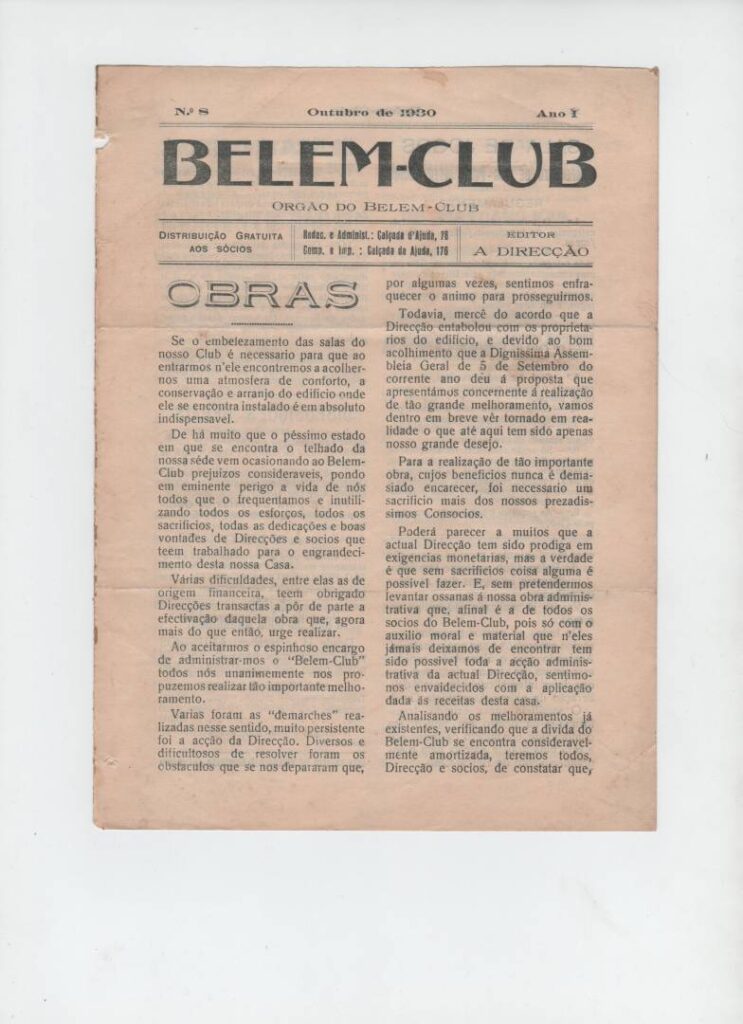 N.º 8 Outubro de 1930 Ano I
BELEM-CLUB
ORGÃO DO BELEM-CLUB
DISTRIBUIÇÃO GRATUITA
AOS SÓCIOS
Redac. e Administ.: Calçada d'Ajuda, 76
Comp. e Imp. : Calçada da Ajuda, 176
EDITOR
A DIRECÇÃO
OBRAS
Se o embelezamento das salas do
nosso Club é necessario para que ao
entrarmos n'ele encontremos a acolher-
nos uma atmosfera de conforto, a
conservação e arranjo do edificio onde
ele se encontra instalado é em absoluto
indispensavel.
De há muito que o péssimo estado
em que se encontra o telhado da
nossa séde vem ocasionando ao Belem-
Club prejuizos consideraveis, pondo
em eminente perigo a vida de nós
todos que o frequentamos e inutili-
zando todos os esforços, todos os
sacrificios, todas as dedicações e boas
vontades de Direcções e socios que
teem trabalhado para o engrandeci-
mento desta nossa Casa.
Várias dificuldades, entre elas as de
origem financeira, teem obrigado
Direcções transactas a pôr de parte a
efectivação daquela obra que, agora
mais do que então, urge realizar.
Ao aceitarmos o espinhoso encargo
de administrar-mos o “Belem-Club”
todos nós unanimemente nos pro-
puzemos realizar tão importante melho-
ramento.
Varias foram as “demarches” rea-
lizadas nesse sentido, muito persistente
foi a acção da Direcção. Diversos e
dificultosos de resolver foram os
obstaculos que se nos depararam que,
por algumas vezes, sentimos enfra-
quecer o animo para prosseguirmos.
Todavia, mercê do acordo que a
Direcção entabolou com os proprieta-
rios do edificio, e devido ao bom
acolhimento que a Dignissima Assem-
bleia Geral de 5 de Setembro do
corrente ano deu á proposta que
apresentámos concernente á realização
de tão grande melhoramento, vamos
dentro em breve vêr tornado em rea-
lidade o que até aqui tem sido apenas
nosso grande desejo.
Para a realização de tão importante
obra, cujos beneficios nunca é dema-
siado encarecer, foi necessario um
sacrificio mais dos nossos prezadis-
simos Consocios.
Poderá parecer a muitos que a
actual Direcção tem sido prodiga em
exigencias monetárias, mas a verdade
é que sem sacrificios coisa alguma é
possivel fazer. E, sem pretendermos
levantar ossanas á nossa obra adminis-
trativa que, afinal é a de todos os
socios do Belem-Club, pois só com o
auxilio moral e material que n'eles
jámais deixamos de encontrar tem
sido possivel toda a acção adminis-
trativa da actual Direcção, sentimo-
nos envaidecidos com a aplicação
dada ás receitas desta casa.
Analisando os melhoramentos já
existentes, verificando que a divida do
Belem-Club se encontra consideravel-
mente amortizada, teremos todos,
Direcção e socios, de constatar que,